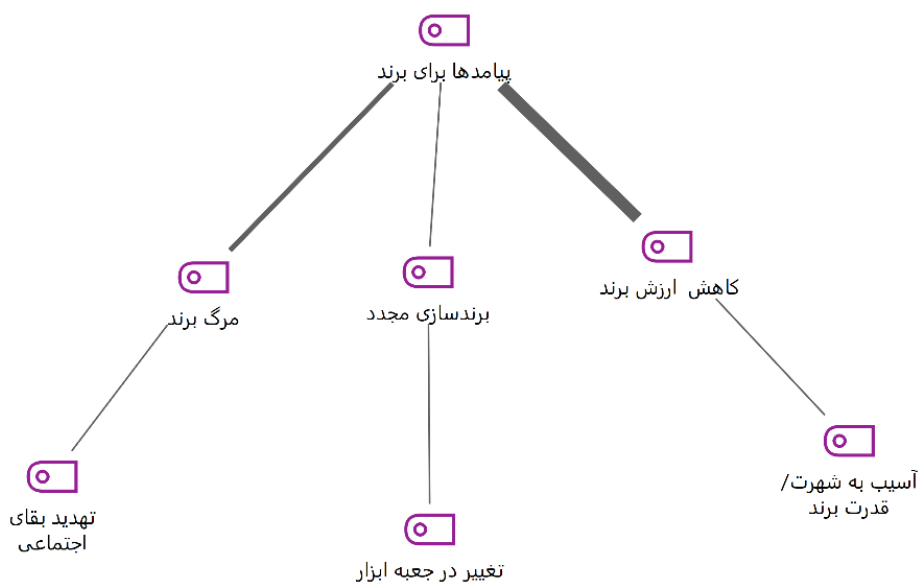 پیامدها برای برند
کاهش ارزش برند
برندسازی مجدد
مرگ برند
آسیب به شهرت/
قدرت برند
تهدید بقای
اجتماعی
تغییر در جعبه ابزار